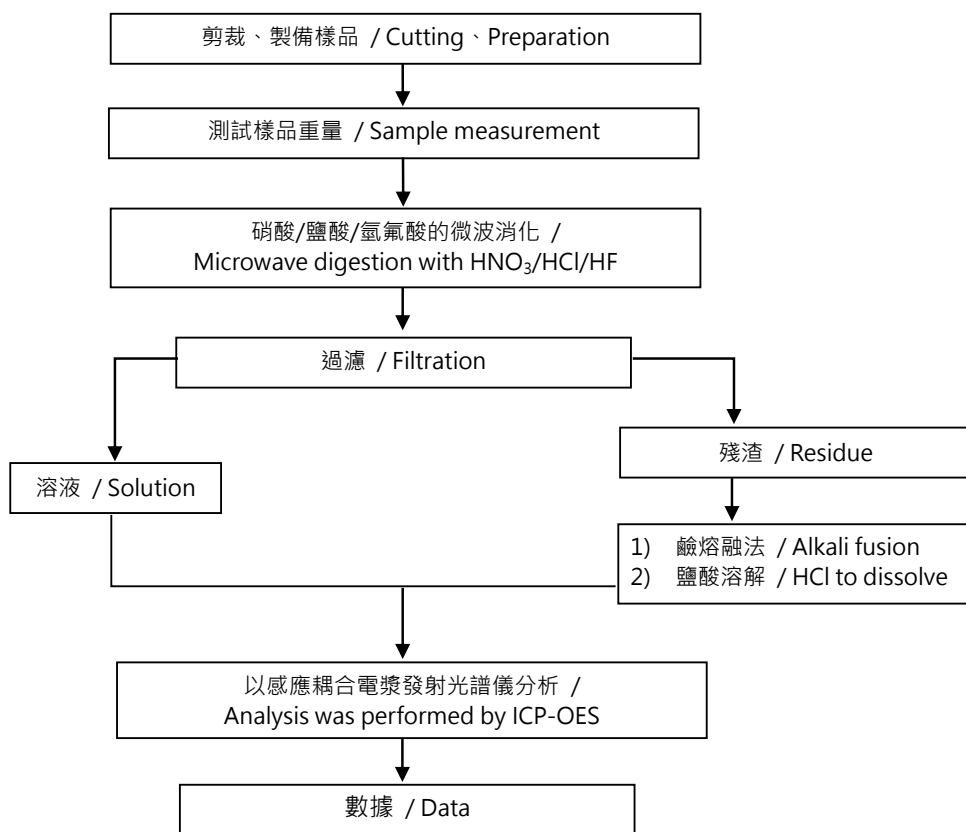 剪裁、製備樣品 / Cutting、Preparation
測試樣品重量 / Sample measurement
硝酸/鹽酸/氫氟酸的微波消化 /
Microwave digestion with HNO₃/HCl/HF
過濾 / Filtration
溶液 / Solution
殘渣 / Residue
1) 鹼熔融法 / Alkali fusion
2) 鹽酸溶解 / HCl to dissolve
以感應耦合電漿發射光譜儀分析 /
Analysis was performed by ICP-OES
數據 / Data